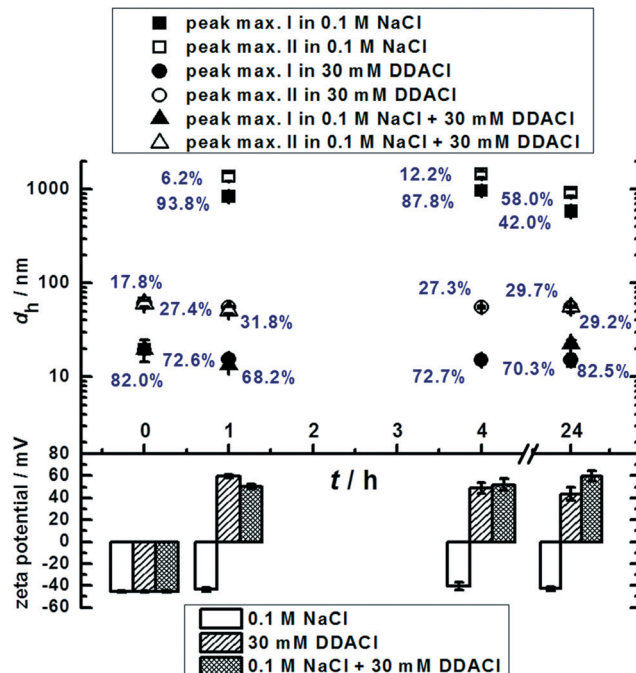 peak max. I in 0.1 M NaCl
peak max. II in 0.1 M NaCl
peak max. I in 30 mM DDACl
peak max. II in 30 mM DDACl
peak max. I in 0.1 M NaCl + 30 mM DDACl
peak max. II in 0.1 M NaCl + 30 mM DDACl
1000
100
10
dh / nm
6.2%
93.8%
12.2%
87.8%
58.0%
42.0%
17.8%
27.4%
31.8%
27.3%
29.7%
29.2%
82.0%
72.6%
68.2%
72.7%
70.3%
82.5%
0 1 2 3 4 24
t / h
80
60
40
20
0
-20
-40
-60
zeta potential / mV
0.1 M NaCl
30 mM DDACl
0.1 M NaCl + 30 mM DDACl